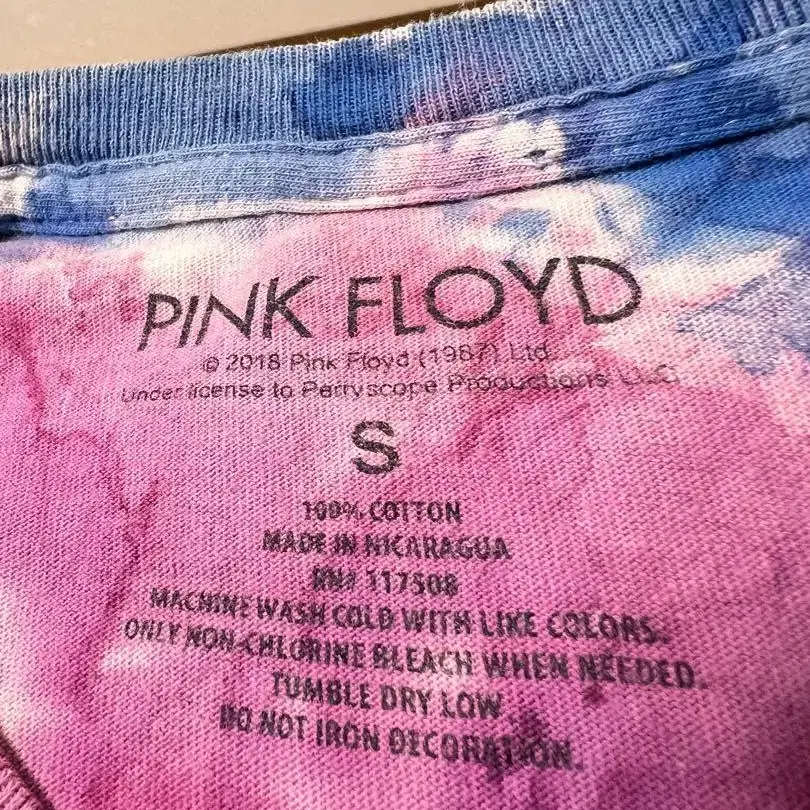 PINK FLOYD
© 2018 Pink Floyd (1987) Ltd
Under license to Perryscope Productions LLC
S
100% COTTON
MADE IN NICARAGUA
RN# 117508
MACHINE WASH COLD WITH LIKE COLORS.
ONLY NON-CHLORINE BLEACH WHEN NEEDED.
TUMBLE DRY LOW.
DO NOT IRON DECORATION.